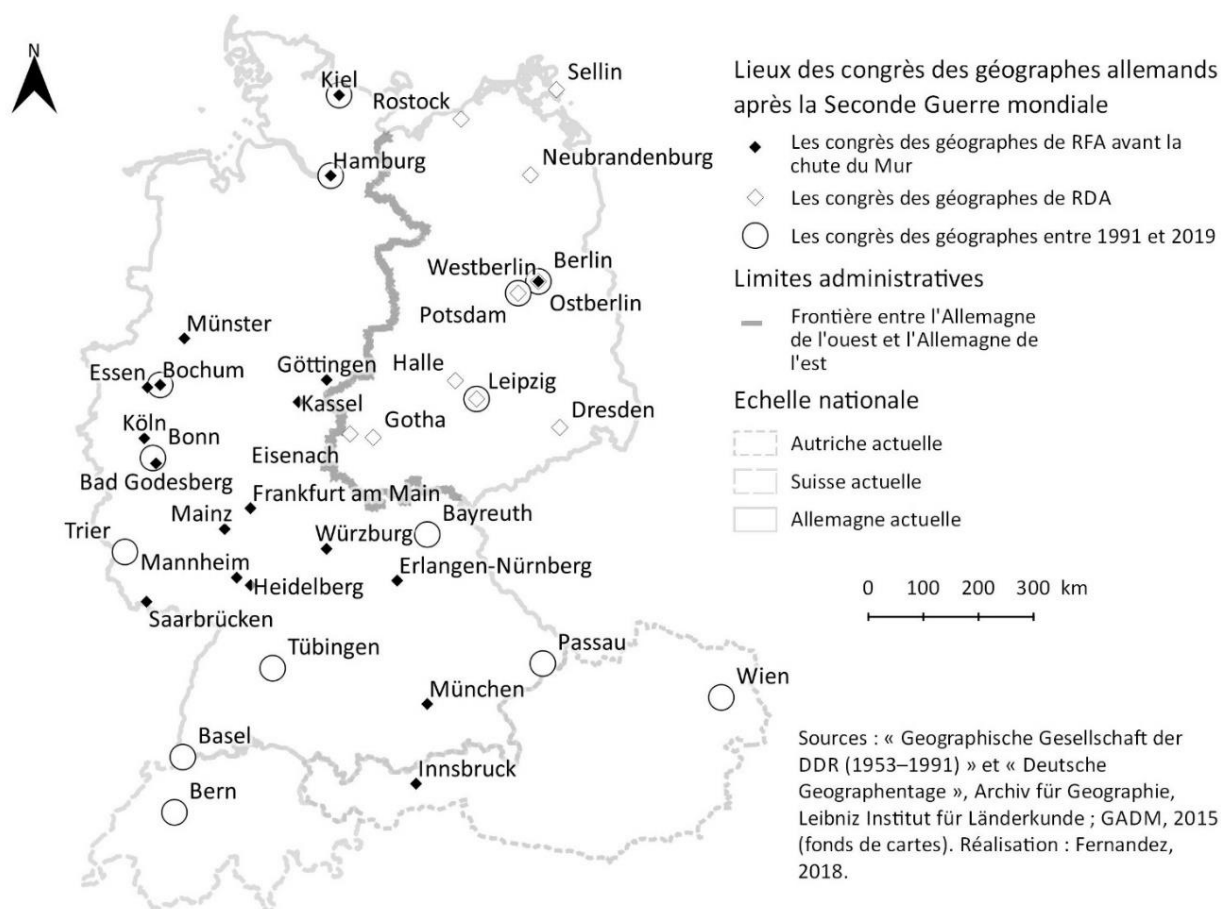 N
Kiel
Sellin
Rostock
Hamburg
Neubrandenburg
Westberlin
Berlin
Potsdam
Ostberlin
Münster
Essen
Bochum
Göttingen
Halle
Leipzig
Kassel
Köln
Bonn
Gotha
Dresden
Eisenach
Bad Godesberg
Frankfurt am Main
Mainz
Bayreuth
Trier
Würzburg
Mannheim
Erlangen-Nürnberg
Heidelberg
Saarbrücken
Tübingen
Passau
München
Wien
Basel
Innsbruck
Bern
Lieux des congrès des géographes allemands
après la Seconde Guerre mondiale
Les congrès des géographes de RFA avant la
chute du Mur
Les congrès des géographes de RDA
Les congrès des géographes entre 1991 et 2019
Limites administratives
Frontière entre l'Allemagne
de l'ouest et l'Allemagne de
l'est
Echelle nationale
Autriche actuelle
Suisse actuelle
Allemagne actuelle
0 100 200 300 km
Sources : « Geographische Gesellschaft der
DDR (1953–1991) » et « Deutsche
Geographentage », Archiv für Geographie,
Leibniz Institut für Länderkunde ; GADM, 2015
(fonds de cartes). Réalisation : Fernandez,
2018.